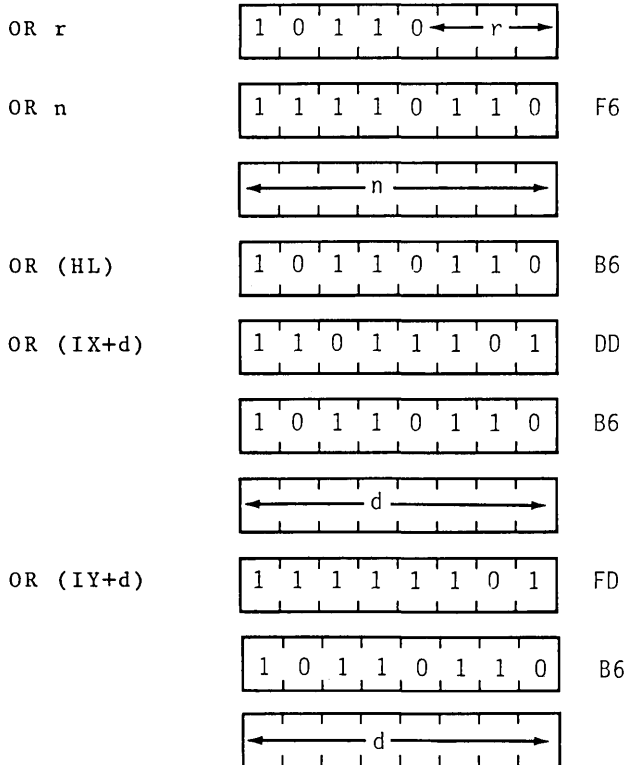 OR r 1 0 1 1 0 r
OR n 1 1 1 1 0 1 1 0 F6
n
OR (HL) 1 0 1 1 0 1 1 0 B6
OR (IX+d) 1 1 0 1 1 1 0 1 DD
1 0 1 1 0 1 1 0 B6
d
OR (IY+d) 1 1 1 1 1 1 0 1 FD
1 0 1 1 0 1 1 0 B6
d